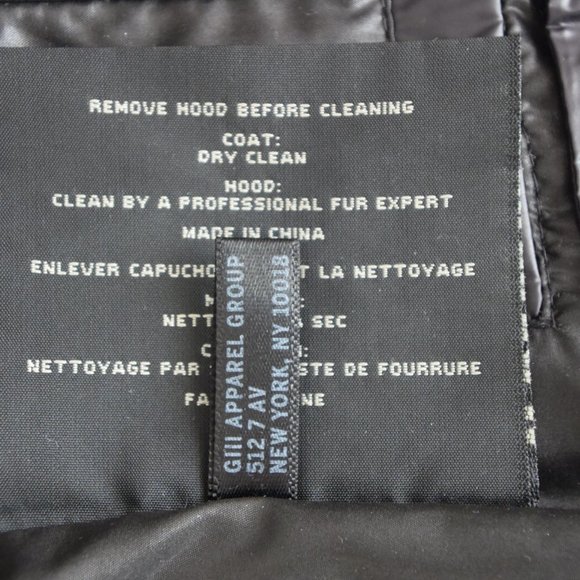 REMOVE HOOD BEFORE CLEANING
COAT:
DRY CLEAN
HOOD:
CLEAN BY A PROFESSIONAL FUR EXPERT
MADE IN CHINA
ENLEVER LA NETTOYAGE
SEC
NETTOYAGE PAR DE FOURRURE
GIII APPAREL GROUP
512 7 AV
NEW YORK, NY 10018